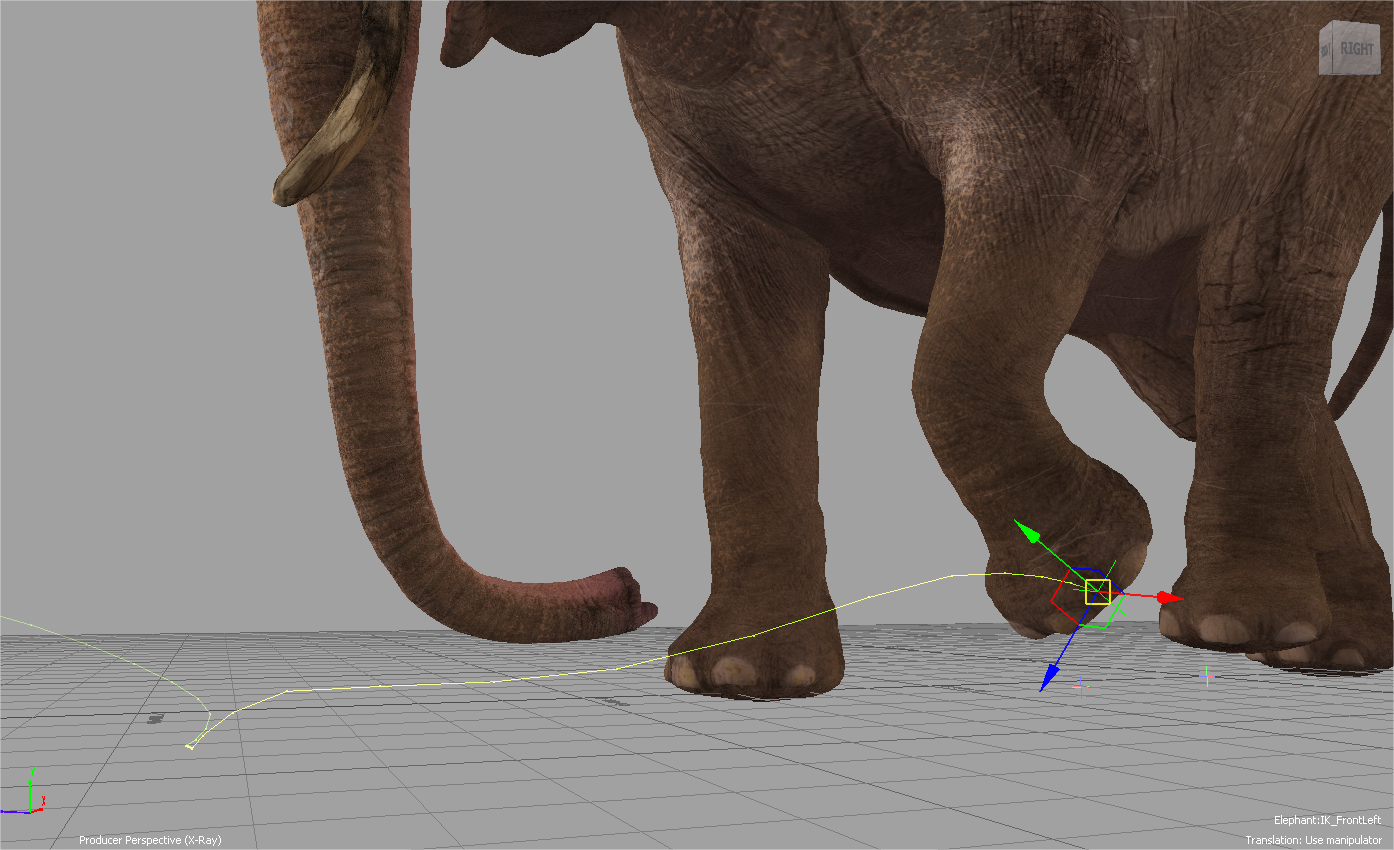 RIGHT
Y
X
Producer Perspective (X-Ray)
Elephant:IK_FrontLeft
Translation: Use manipulator